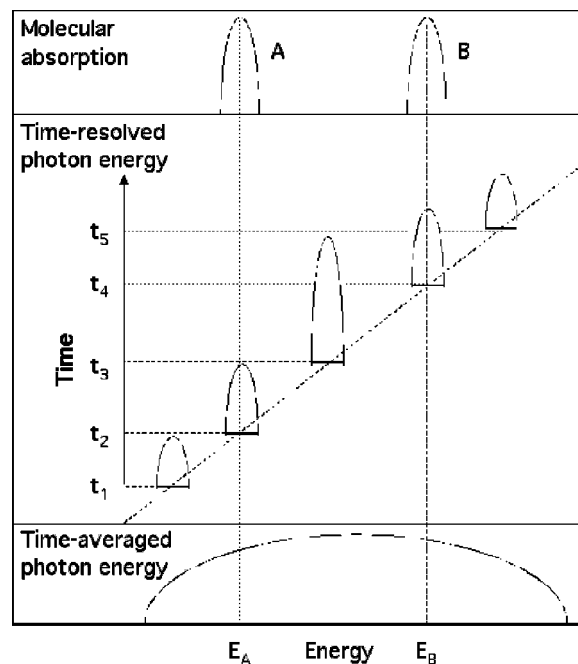 Molecular
absorption
A
B
Time-resolved
photon energy
t5
t4
Time
t3
t2
t1
Time-averaged
photon energy
EA Energy EB